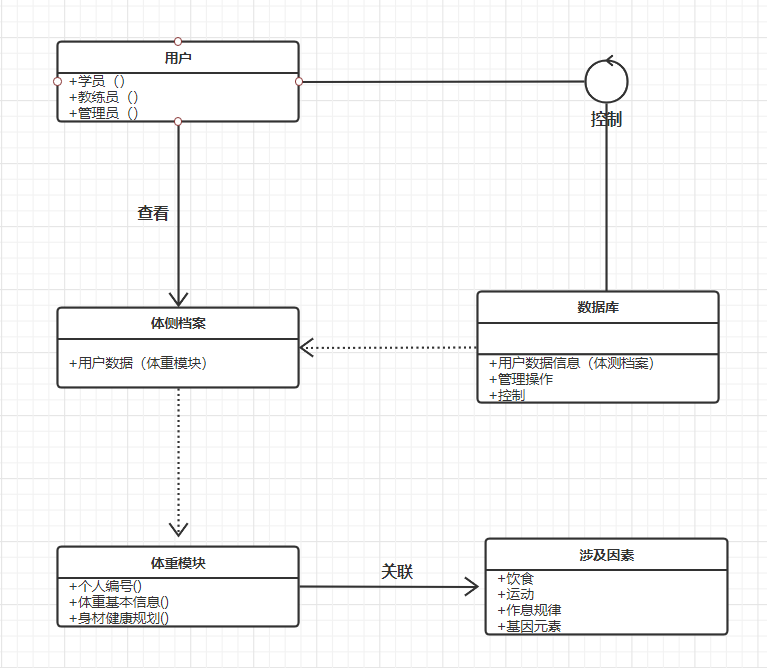 用户
+学员（）
+教练员（）
+管理员（）
控制
查看
体侧档案
+用户数据（体重模块）
数据库
+用户数据信息（体测档案）
+管理操作
+控制
体重模块
+个人编号()
+体重基本信息()
+身材健康规划()
关联
涉及因素
+饮食
+运动
+作息规律
+基因元素